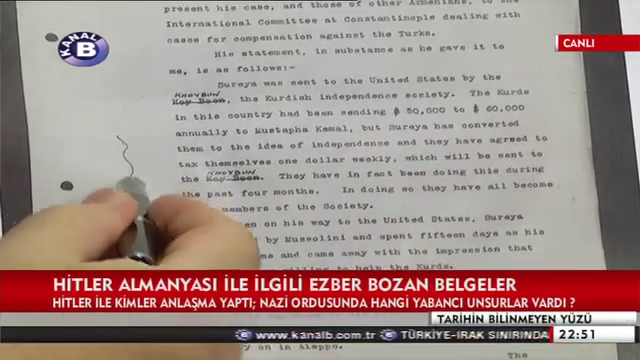 present his case, and those of other Armenians, to the
International Committee at Constantinople dealing with
cases for compensation against the Turks.
His statement, in substance as he gave it to
me, is as follows:-
Sureya was sent to the United States by the
KHOYBUN
Koy Boon, the Kurdish independence society. The Kurds
in this country had been sending $ 50,000 to $ 60,000
annually to Mustapha Kemal, but Sureya has converted
them to the idea of independence and they have agreed to
tax themselves one dollar weekly, which will be sent to
KHOYBUN
the Koy Boon. They have in fact been doing this during
the past four months. In doing so they have all become
members of the Society.
en on his way to the United States, Sureya
d by Mussolini and spent fifteen days as his
me and came away with the impression that
lling to help the Kurds.
KANAL B
CANLI
HİTLER ALMANYASI İLE İLGİLİ EZBER BOZAN BELGELER
HİTLER İLE KİMLER ANLAŞMA YAPTI; NAZİ ORDUSUNDA HANGİ YABANCI UNSURLAR VARDI ?
TARİHİN BİLİNMEYEN YÜZÜ
www.kanalb.com.tr TÜRKİYE-IRAK SINIRINDA 22:51
in Aleppo.
The